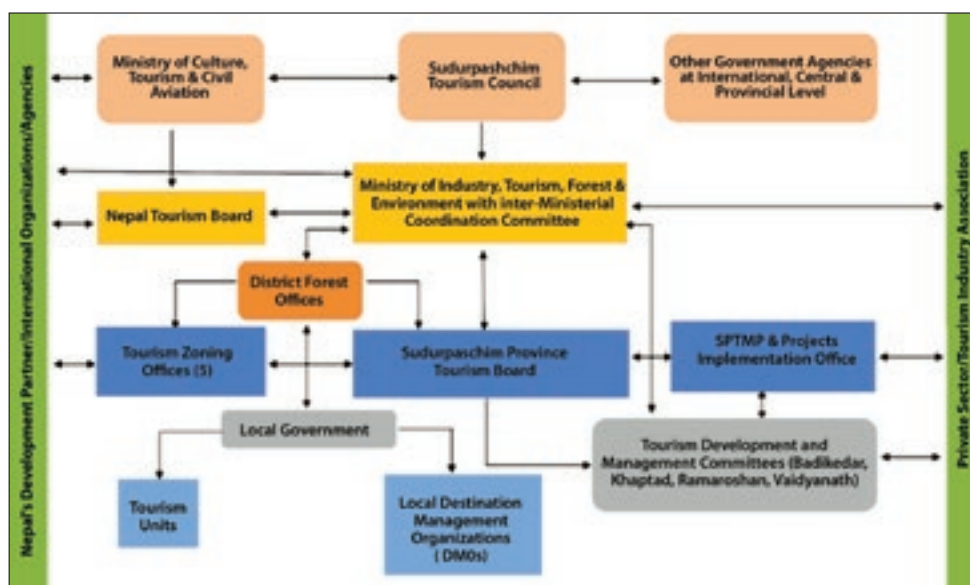 Nepal's Development Partner/International Organizations/Agencies
Ministry of Culture,
Tourism & Civil
Aviation
Sudurpashchim
Tourism Council
Other Government Agencies
at International, Central &
Provincial Level
Nepal Tourism Board
Ministry of Industry, Tourism, Forest &
Environment with inter-Ministerial
Coordination Committee
District Forest
Offices
Tourism Zoning
Offices (5)
Sudurpaschim Province
Tourism Board
SPTMP & Projects
Implementation Office
Local Government
Tourism Development and
Management Committees (Badikedar,
Khaptad, Ramaroshan, Vaidyanath)
Tourism
Units
Local Destination
Management
Organizations
( DMOs)
Private Sector/Tourism Industry Association